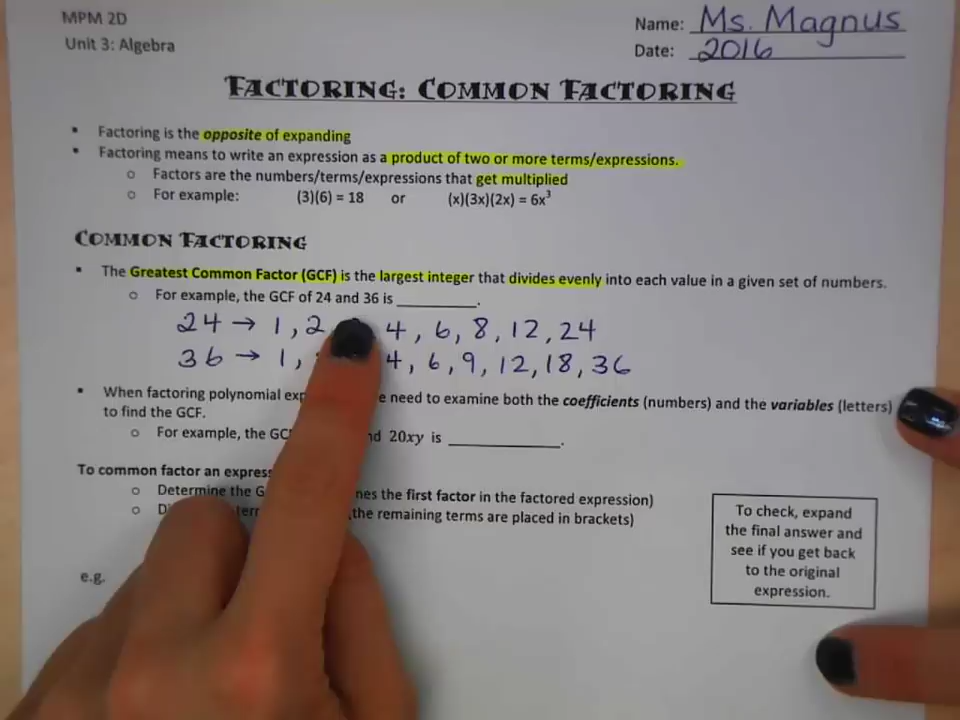 MPM 2D
Unit 3: Algebra
Name: Ms. Magnus
Date: 2016
FACTORING: COMMON FACTORING
▪ Factoring is the opposite of expanding
▪ Factoring means to write an expression as a product of two or more terms/expressions.
o Factors are the numbers/terms/expressions that get multiplied
o For example: (3)(6) = 18 or (x)(3x)(2x) = 6x³
COMMON FACTORING
▪ The Greatest Common Factor (GCF) is the largest integer that divides evenly into each value in a given set of numbers.
o For example, the GCF of 24 and 36 is __________.
24 → 1, 2 4, 6, 8, 12, 24
36 → 1, 4, 6, 9, 12, 18, 36
▪ When factoring polynomial need to examine both the coefficients (numbers) and the variables (letters)
to find the GCF.
o For example, the 20xy is ______________.
To common factor an
o Determine the the first factor in the factored expression)
o the remaining terms are placed in brackets)
e.g.
To check, expand
the final answer and
see if you get back
to the original
expression.